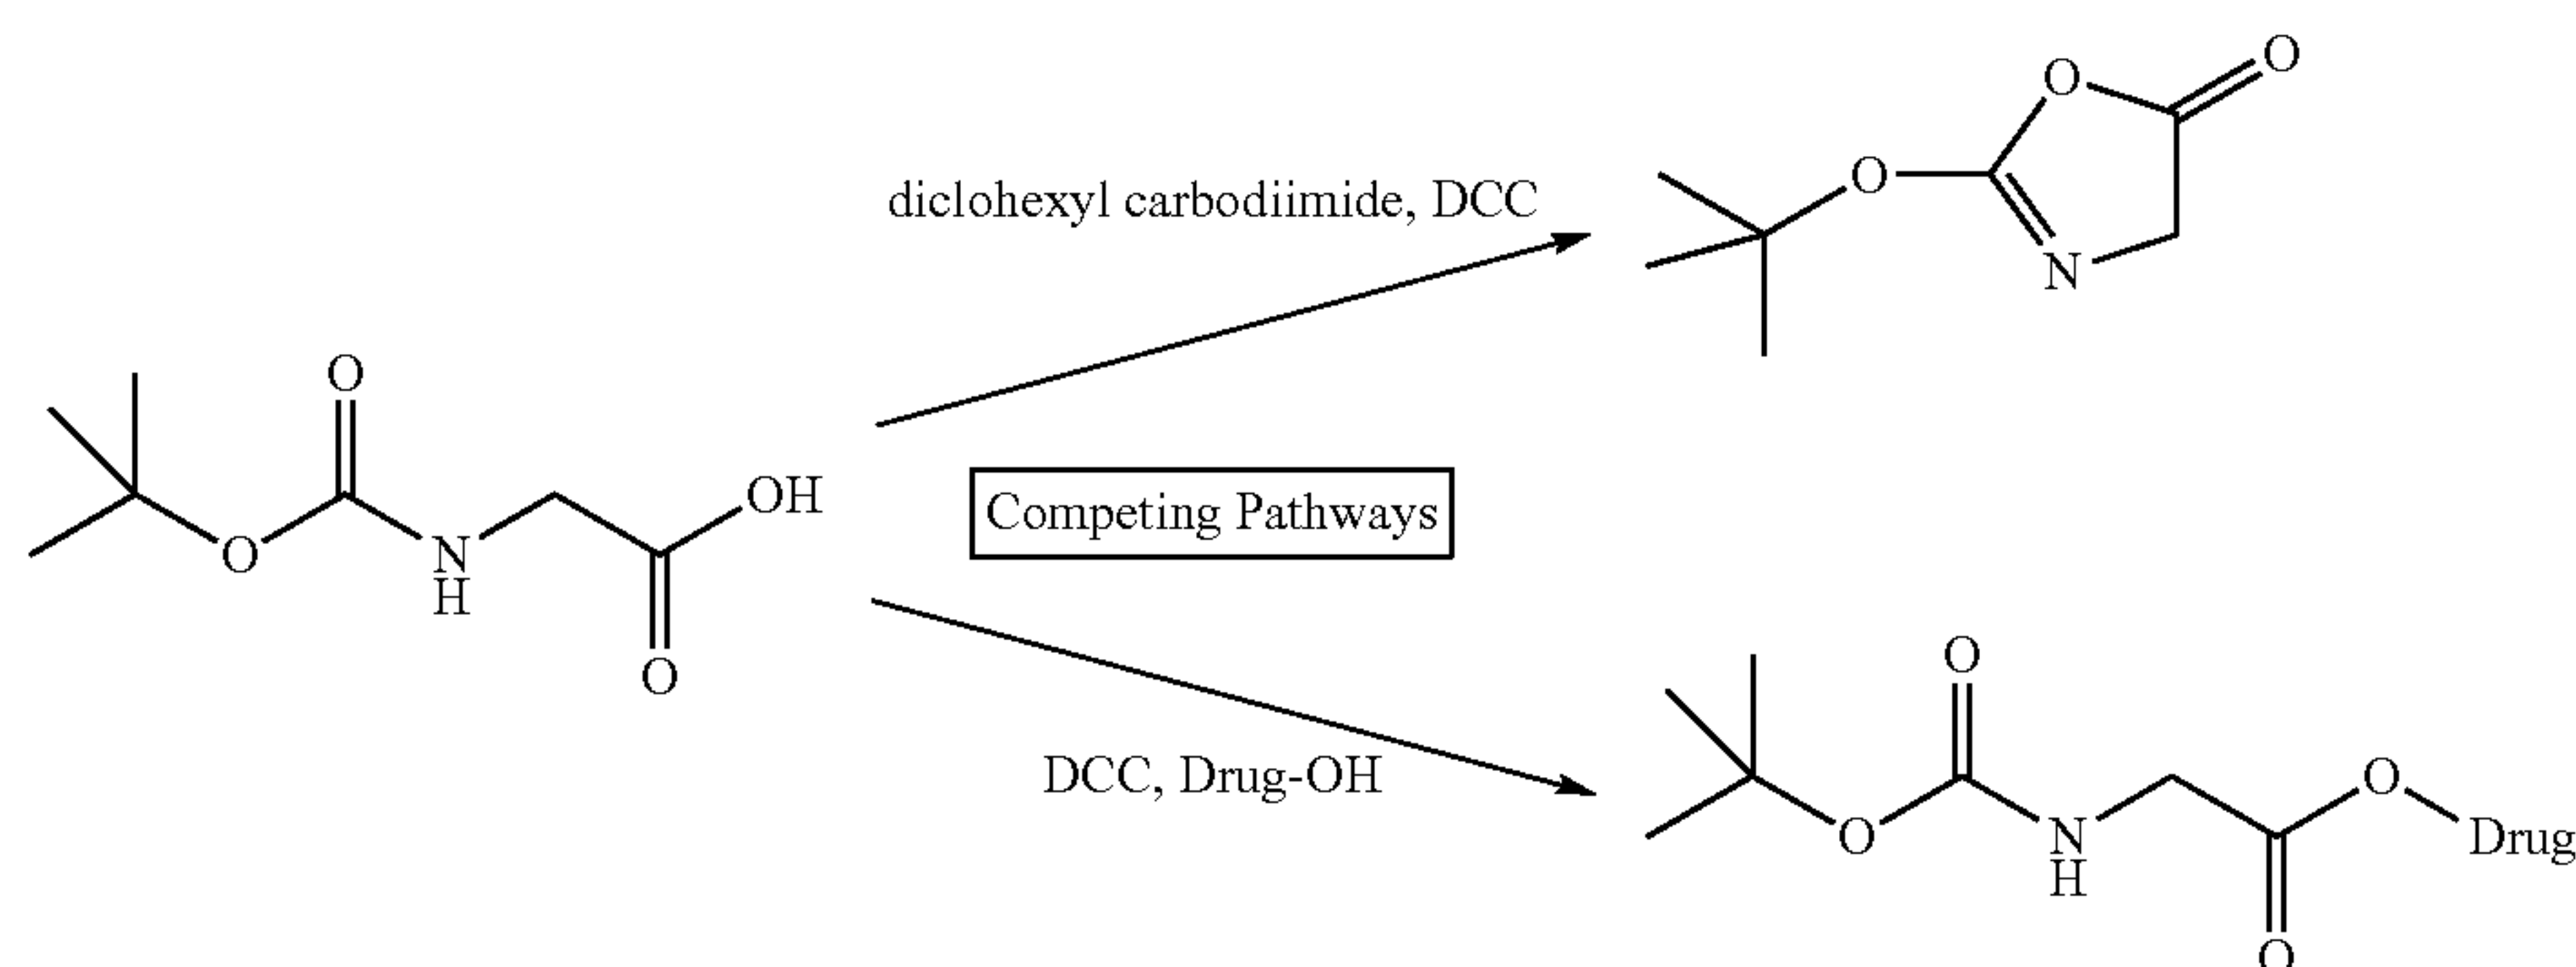 O
O
diclohexyl carbodiimide, DCC
O
N
O
OH
Competing Pathways
O
N
H
O
O
DCC, Drug-OH
O
O
N
H
Drug
O